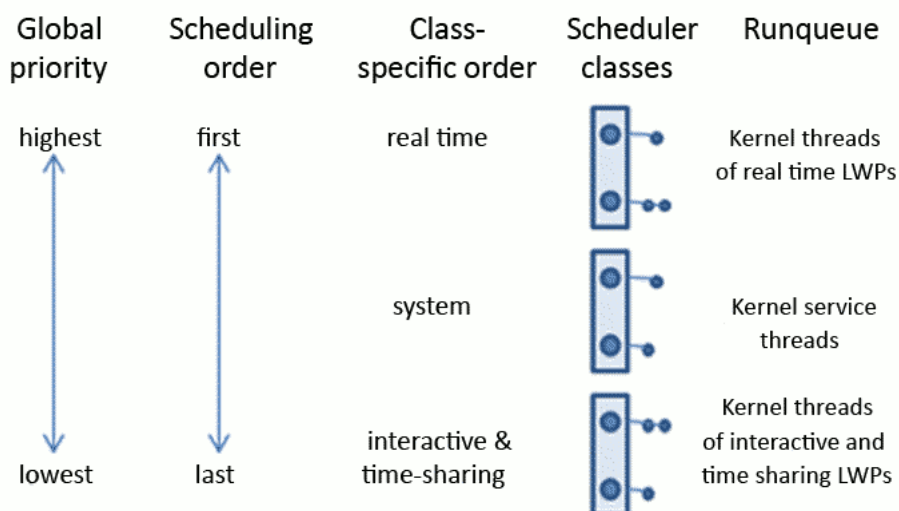 Global priority
Scheduling order
Class-specific order
Scheduler classes
Runqueue
highest
first
real time
Kernel threads
of real time LWPs
system
Kernel service
threads
interactive &
time-sharing
Kernel threads
of interactive and
time sharing LWPs
lowest
last